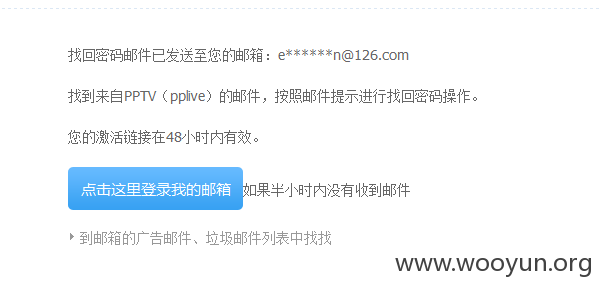 找回密码邮件已发送至您的邮箱：e******n@126.com
找到来自PPTV（pplive）的邮件，按照邮件提示进行找回密码操作。
您的激活链接在48小时内有效。
点击这里登录我的邮箱如果半小时内没有收到邮件
到邮箱的广告邮件、垃圾邮件列表中找找
www.wooyun.org